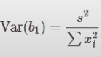 Var(b₁) = s² / ∑ xᵢ²